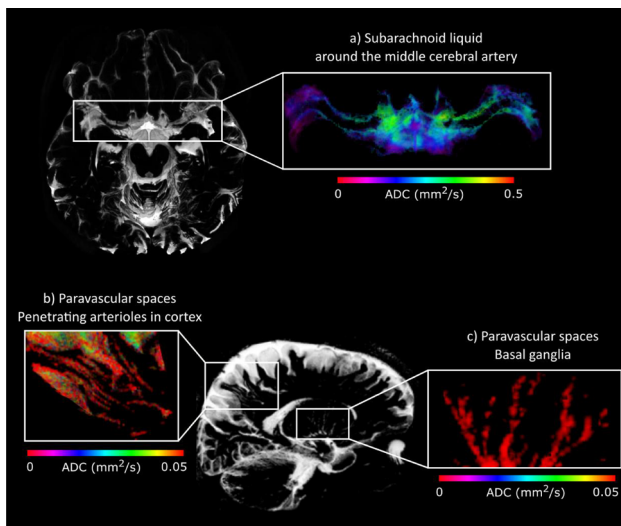 a) Subarachnoid liquid
around the middle cerebral artery
0 ADC (mm²/s) 0.5
b) Paravascular spaces
Penetrating arterioles in cortex
0 ADC (mm²/s) 0.05
c) Paravascular spaces
Basal ganglia
0 ADC (mm²/s) 0.05